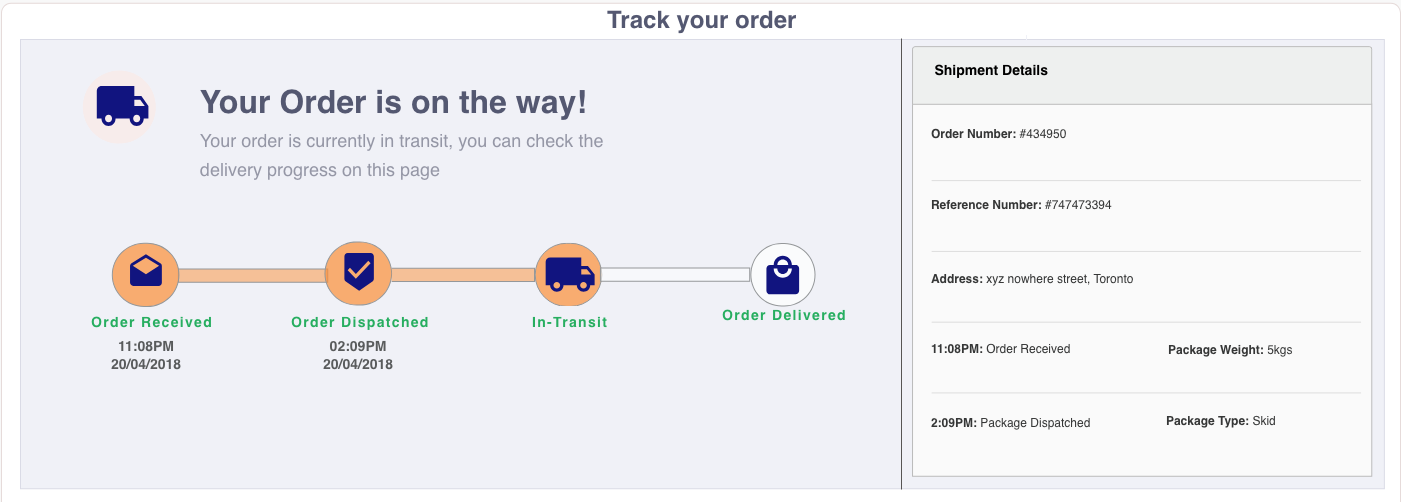 Track your order
Your Order is on the way!
Your order is currently in transit, you can check the
delivery progress on this page
Order Received
11:08PM
20/04/2018
Order Dispatched
02:09PM
20/04/2018
In-Transit
Order Delivered
Shipment Details
Order Number: #434950
Reference Number: #747473394
Address: xyz nowhere street, Toronto
11:08PM: Order Received
Package Weight: 5kgs
2:09PM: Package Dispatched
Package Type: Skid